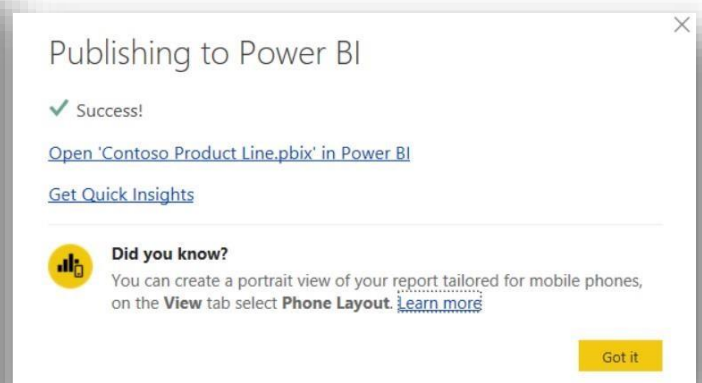 Publishing to Power BI
Success!
Open 'Contoso Product Line.pbix' in Power BI
Get Quick Insights
Did you know?
You can create a portrait view of your report tailored for mobile phones,
on the View tab select Phone Layout. Learn more
Got it